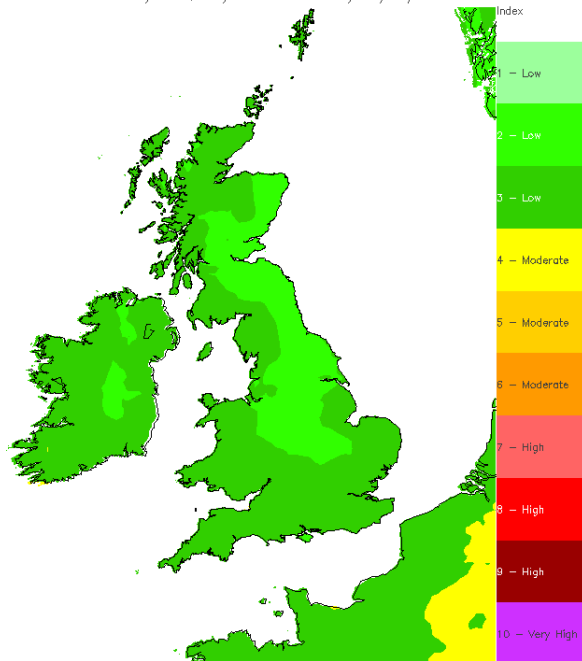 Index
1 - Low
2 - Low
3 - Low
4 - Moderate
5 - Moderate
6 - Moderate
7 - High
8 - High
9 - High
10 - Very High